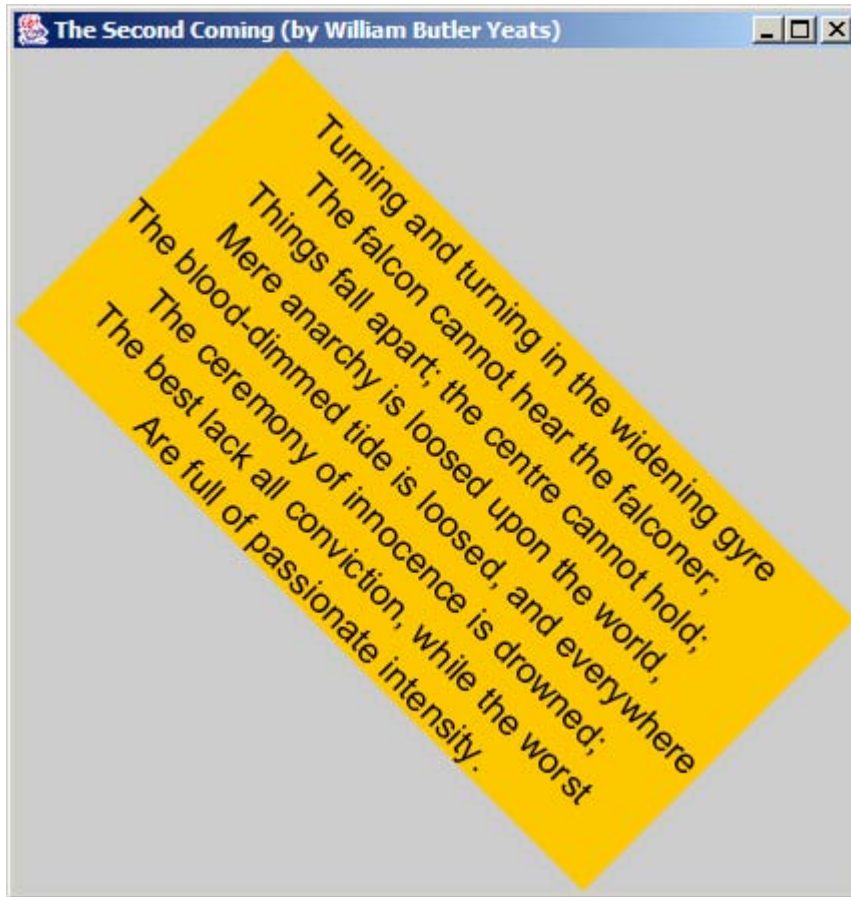 The Second Coming (by William Butler Yeats)
Turning and turning in the widening gyre
The falcon cannot hear the falconer;
Things fall apart; the centre cannot hold;
Mere anarchy is loosed upon the world,
The blood-dimmed tide is loosed, and everywhere
The ceremony of innocence is drowned;
The best lack all conviction, while the worst
Are full of passionate intensity.